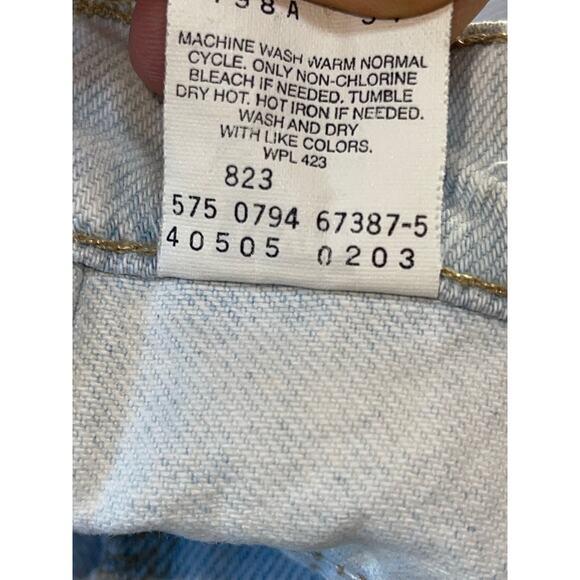 MACHINE WASH WARM NORMAL
CYCLE. ONLY NON-CHLORINE
BLEACH IF NEEDED. TUMBLE
DRY HOT. HOT IRON IF NEEDED.
WASH AND DRY
WITH LIKE COLORS.
WPL 423
823
575 0794 67387-5
40505 0203